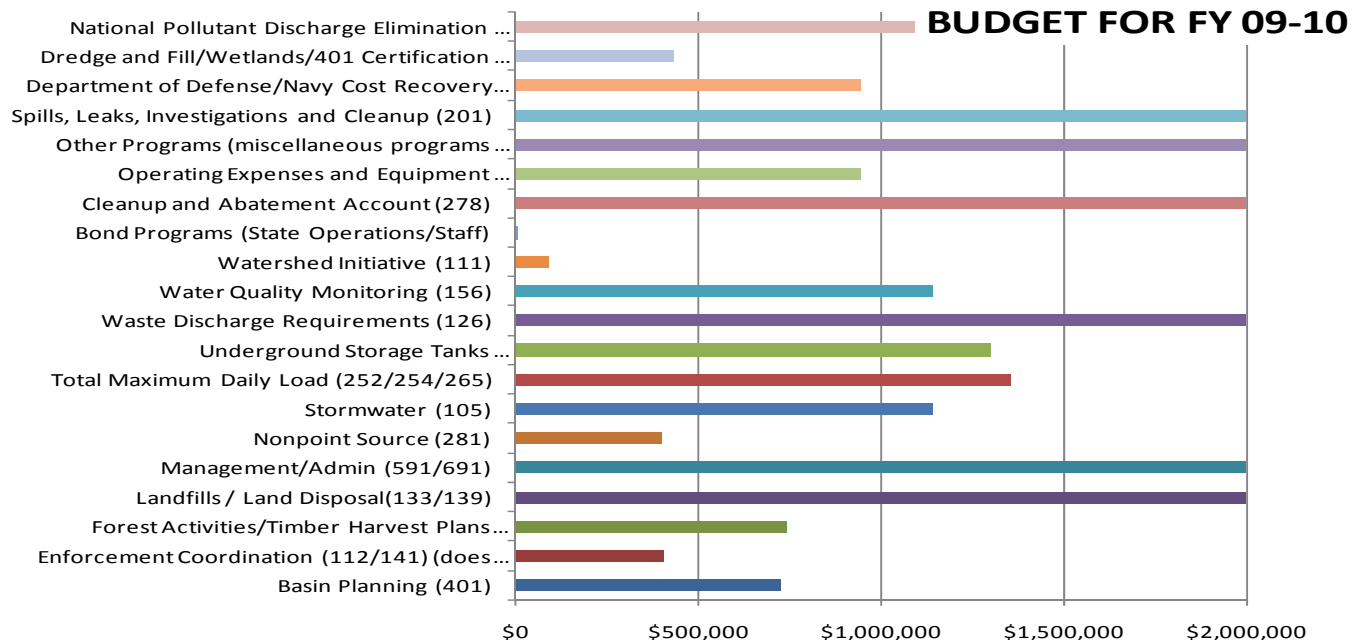 BUDGET FOR FY 09-10
National Pollutant Discharge Elimination ...
Dredge and Fill/Wetlands/401 Certification ...
Department of Defense/Navy Cost Recovery...
Spills, Leaks, Investigations and Cleanup (201)
Other Programs (miscellaneous programs ...
Operating Expenses and Equipment ...
Cleanup and Abatement Account (278)
Bond Programs (State Operations/Staff)
Watershed Initiative (111)
Water Quality Monitoring (156)
Waste Discharge Requirements (126)
Underground Storage Tanks ...
Total Maximum Daily Load (252/254/265)
Stormwater (105)
Nonpoint Source (281)
Management/Admin (591/691)
Landfills / Land Disposal(133/139)
Forest Activities/Timber Harvest Plans ...
Enforcement Coordination (112/141) (does ...
Basin Planning (401)
$0 $500,000 $1,000,000 $1,500,000 $2,000,000